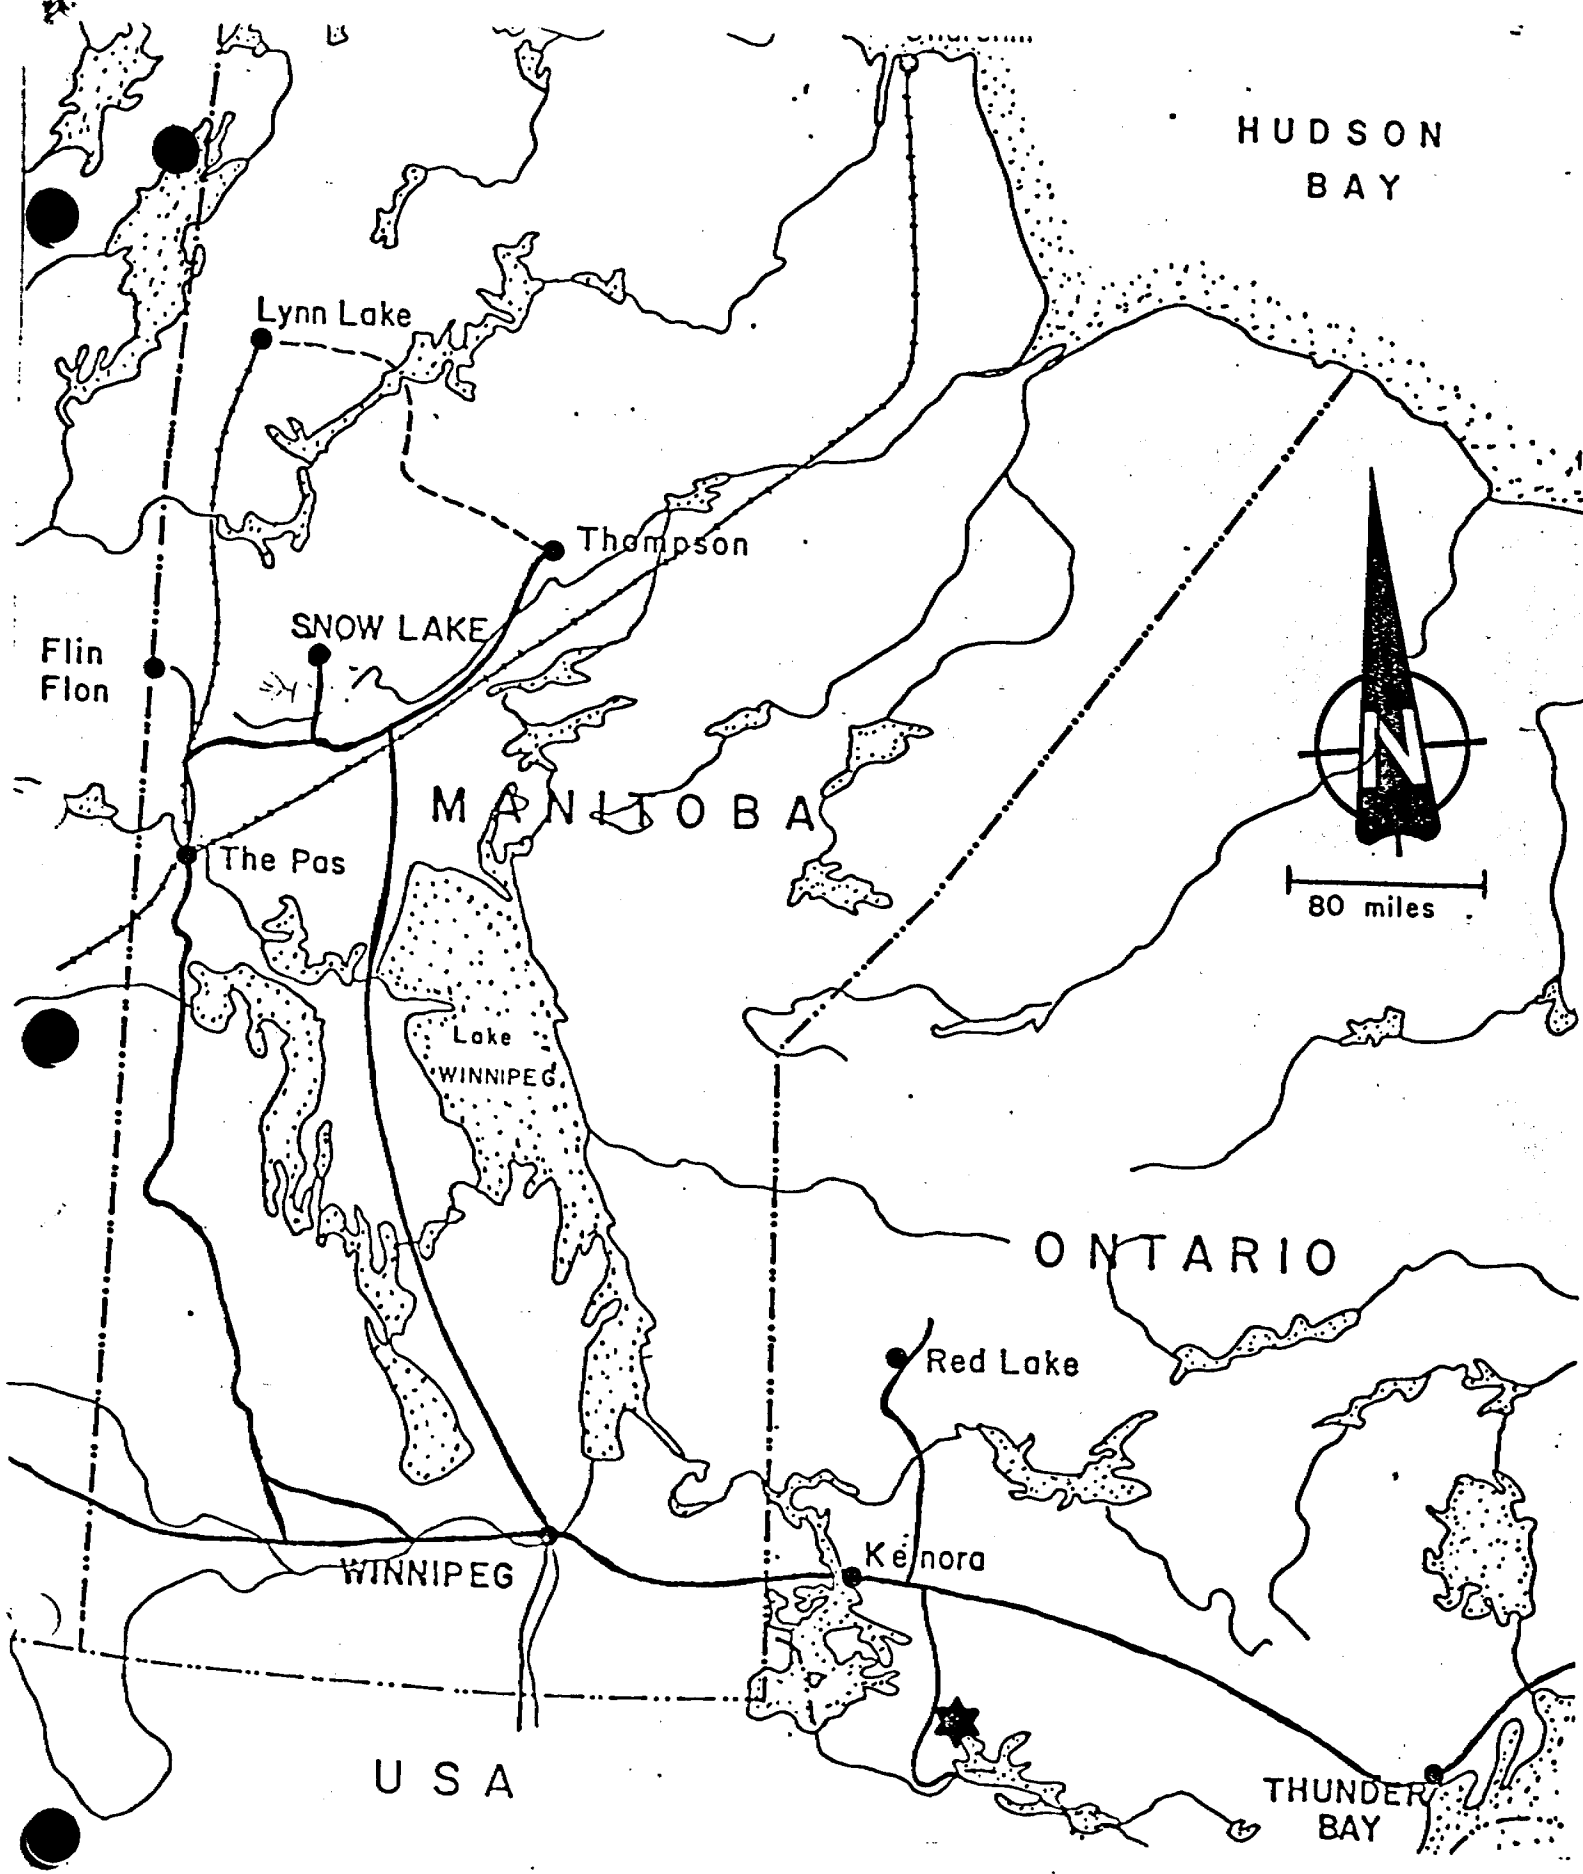 HUDSON
BAY
Lynn Lake
Thompson
SNOW LAKE
Flin
Flon
N
MANITOBA
The Pas
80 miles
Lake
WINNIPEG
ONTARIO
Red Lake
Kenora
WINNIPEG
USA
THUNDER
BAY